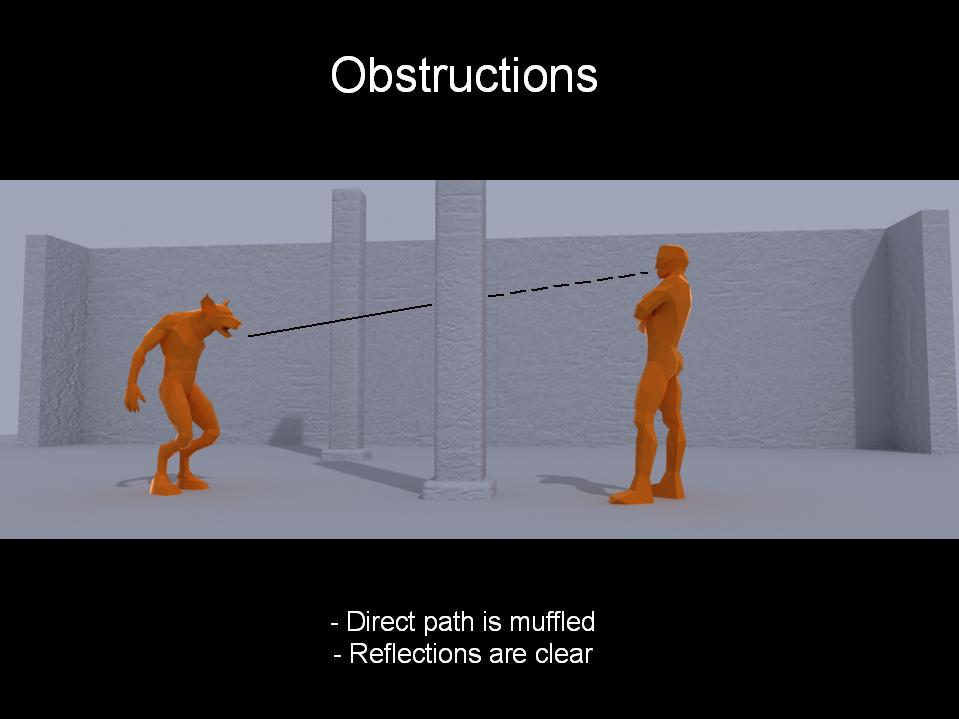 Obstructions
- Direct path is muffled
- Reflections are clear